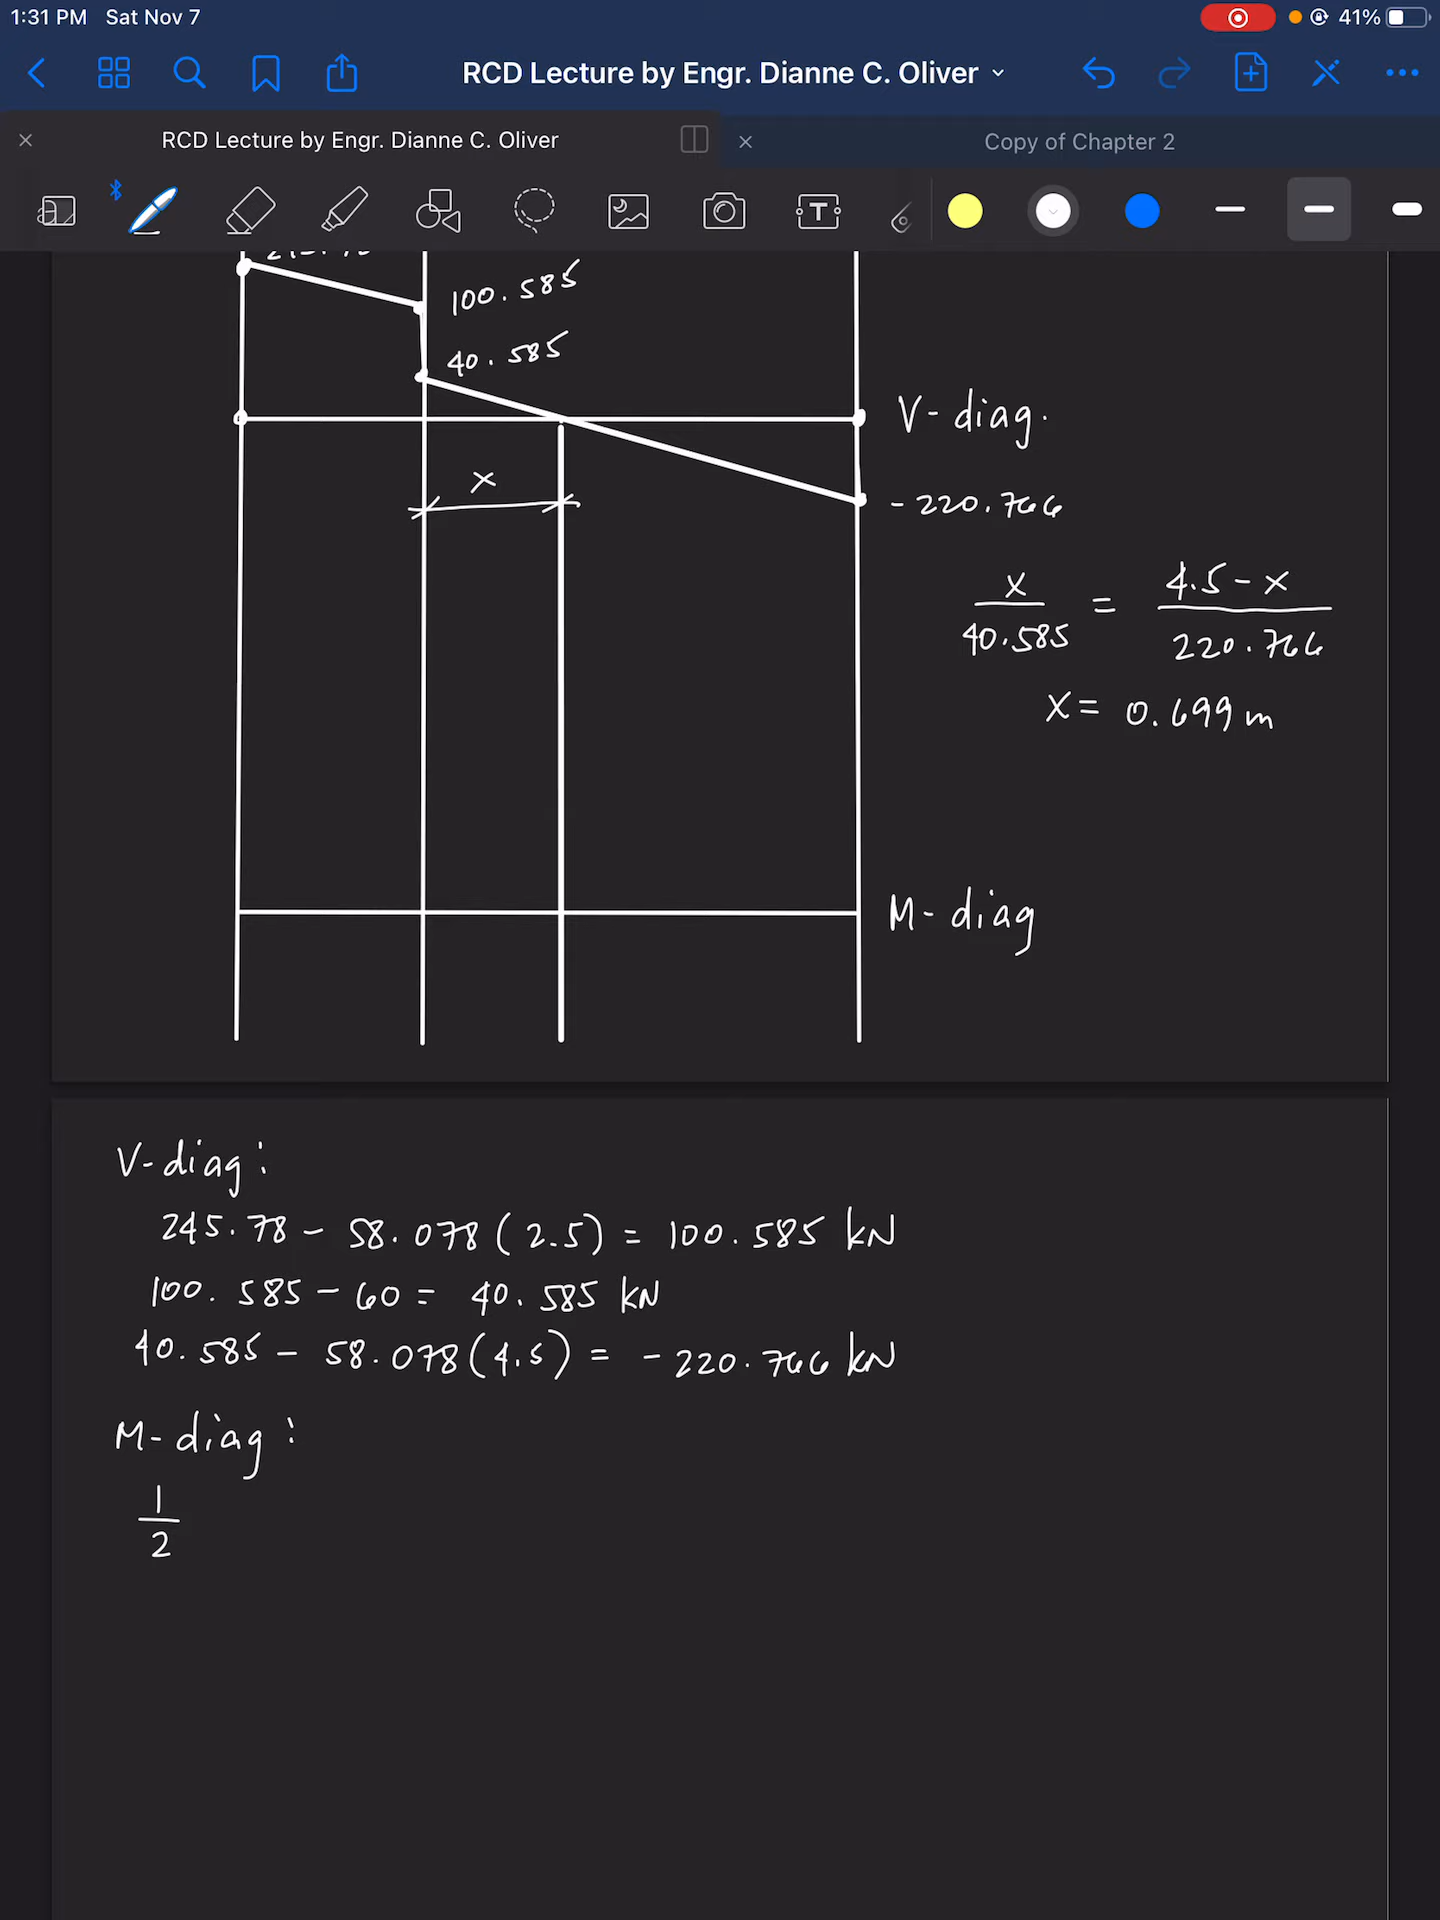 1:31 PM Sat Nov 7
41%
RCD Lecture by Engr. Dianne C. Oliver
RCD Lecture by Engr. Dianne C. Oliver
Copy of Chapter 2
T
100.585
40.585
V-diag.
x
-220.766
x/40.585 = 4.5-x/220.766
x= 0.699 m
M-diag
V-diag:
245.78 - 58.078(2.5) = 100.585 kN
100.585 - 60 = 40.585 kN
40.585 - 58.078(4.5) = -220.766 kN
M-diag:
1/2